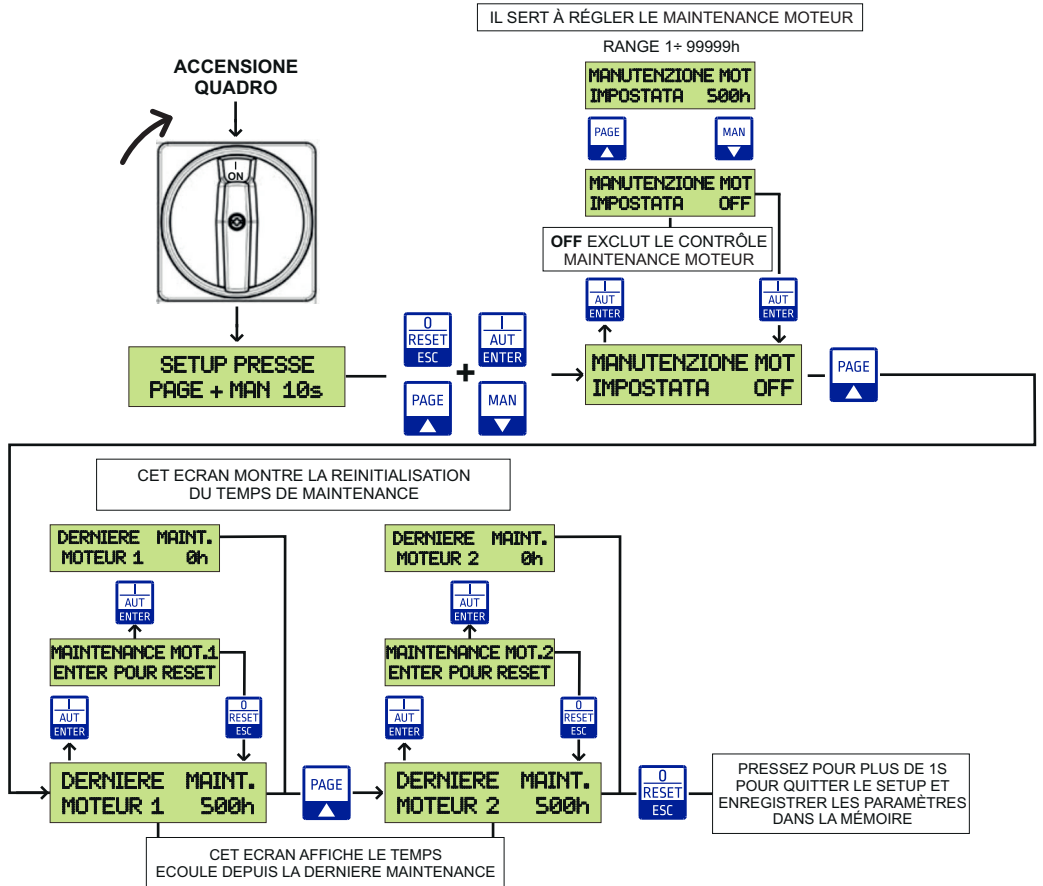 IL SERT À RÉGLER LE MAINTENANCE MOTEUR
RANGE 1÷ 99999h
MANUTENZIONE MOT
IMPOSTATA 500h
PAGE
MAN
MANUTENZIONE MOT
IMPOSTATA OFF
OFF EXCLUT LE CONTRÔLE
MAINTENANCE MOTEUR
I
AUT
ENTER
I
AUT
ENTER
ACCENSIONE
QUADRO
I
ON
SETUP PRESSE
PAGE + MAN 10s
0
RESET
ESC
I
AUT
ENTER
+
PAGE
MAN
MANUTENZIONE MOT
IMPOSTATA OFF
PAGE
CET ECRAN MONTRE LA REINITIALISATION
DU TEMPS DE MAINTENANCE
DERNIERE MAINT.
MOTEUR 1 0h
I
AUT
ENTER
MAINTENANCE MOT.1
ENTER POUR RESET
I
AUT
ENTER
0
RESET
ESC
DERNIERE MAINT.
MOTEUR 1 500h
PAGE
DERNIERE MAINT.
MOTEUR 2 0h
I
AUT
ENTER
MAINTENANCE MOT.2
ENTER POUR RESET
I
AUT
ENTER
0
RESET
ESC
DERNIERE MAINT.
MOTEUR 2 500h
0
RESET
ESC
PRESSEZ POUR PLUS DE 1S
POUR QUITTER LE SETUP ET
ENREGISTRER LES PARAMÈTRES
DANS LA MÉMOIRE
CET ECRAN AFFICHE LE TEMPS
ECOULE DEPUIS LA DERNIERE MAINTENANCE